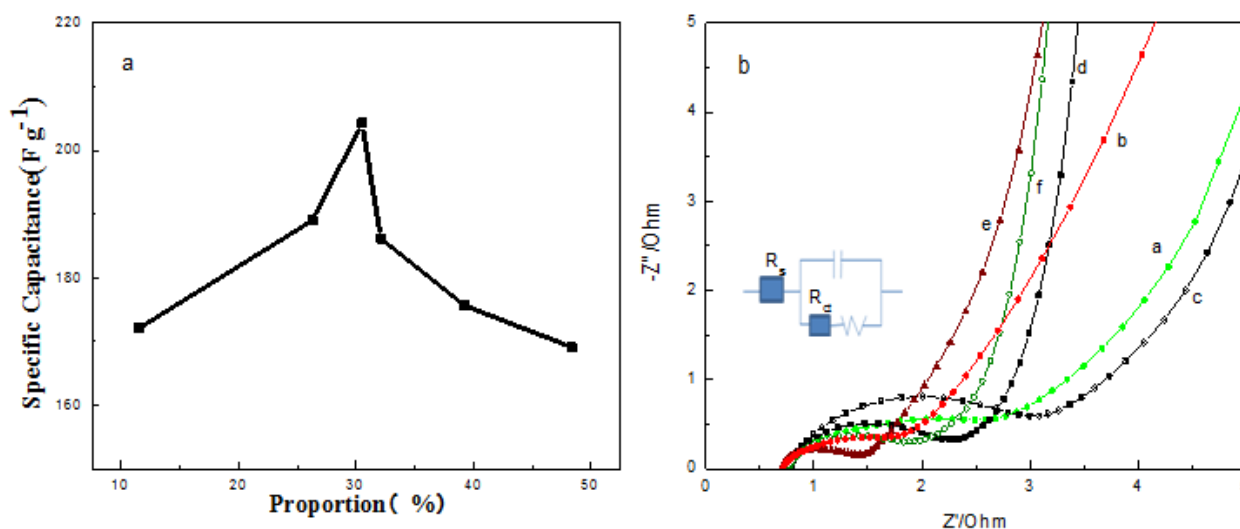 a
Specific Capacitance(F g⁻¹)
220
200
180
160
10
20
30
40
50
Proportion( %)
b
-Z''/Ohm
5
4
3
2
1
0
0
1
2
3
4
Z'/Ohm
Rs
Rct
a
b
c
d
e
f